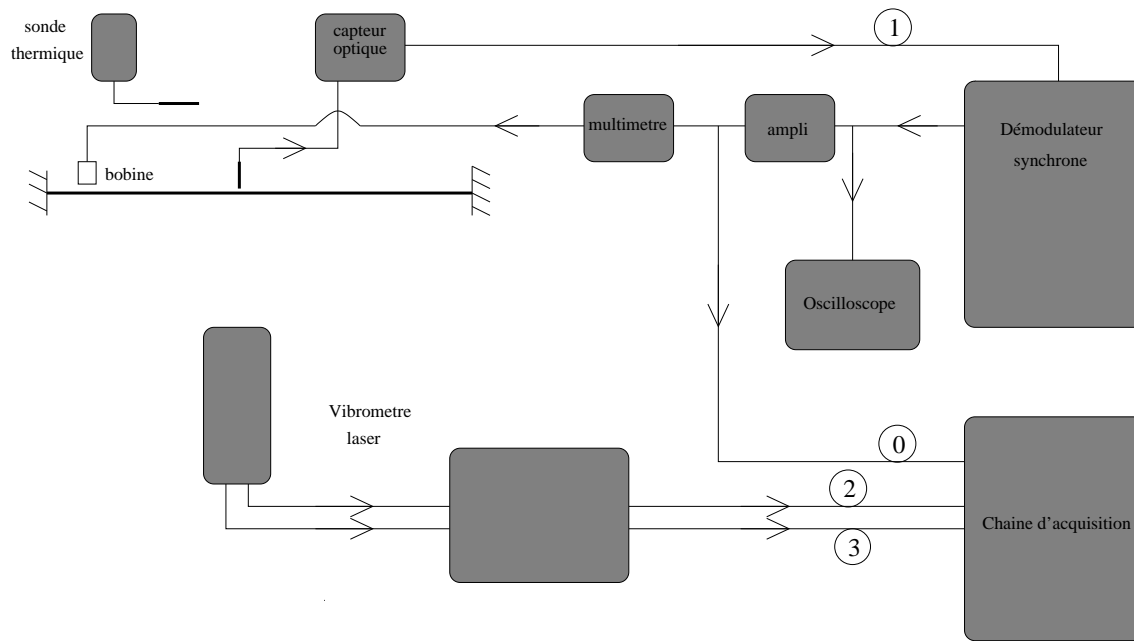 sonde
thermique
capteur
optique
1
multimetre
ampli
Démodulateur
synchrone
bobine
Oscilloscope
Vibrometre
laser
0
2
3
Chaine d'acquisition